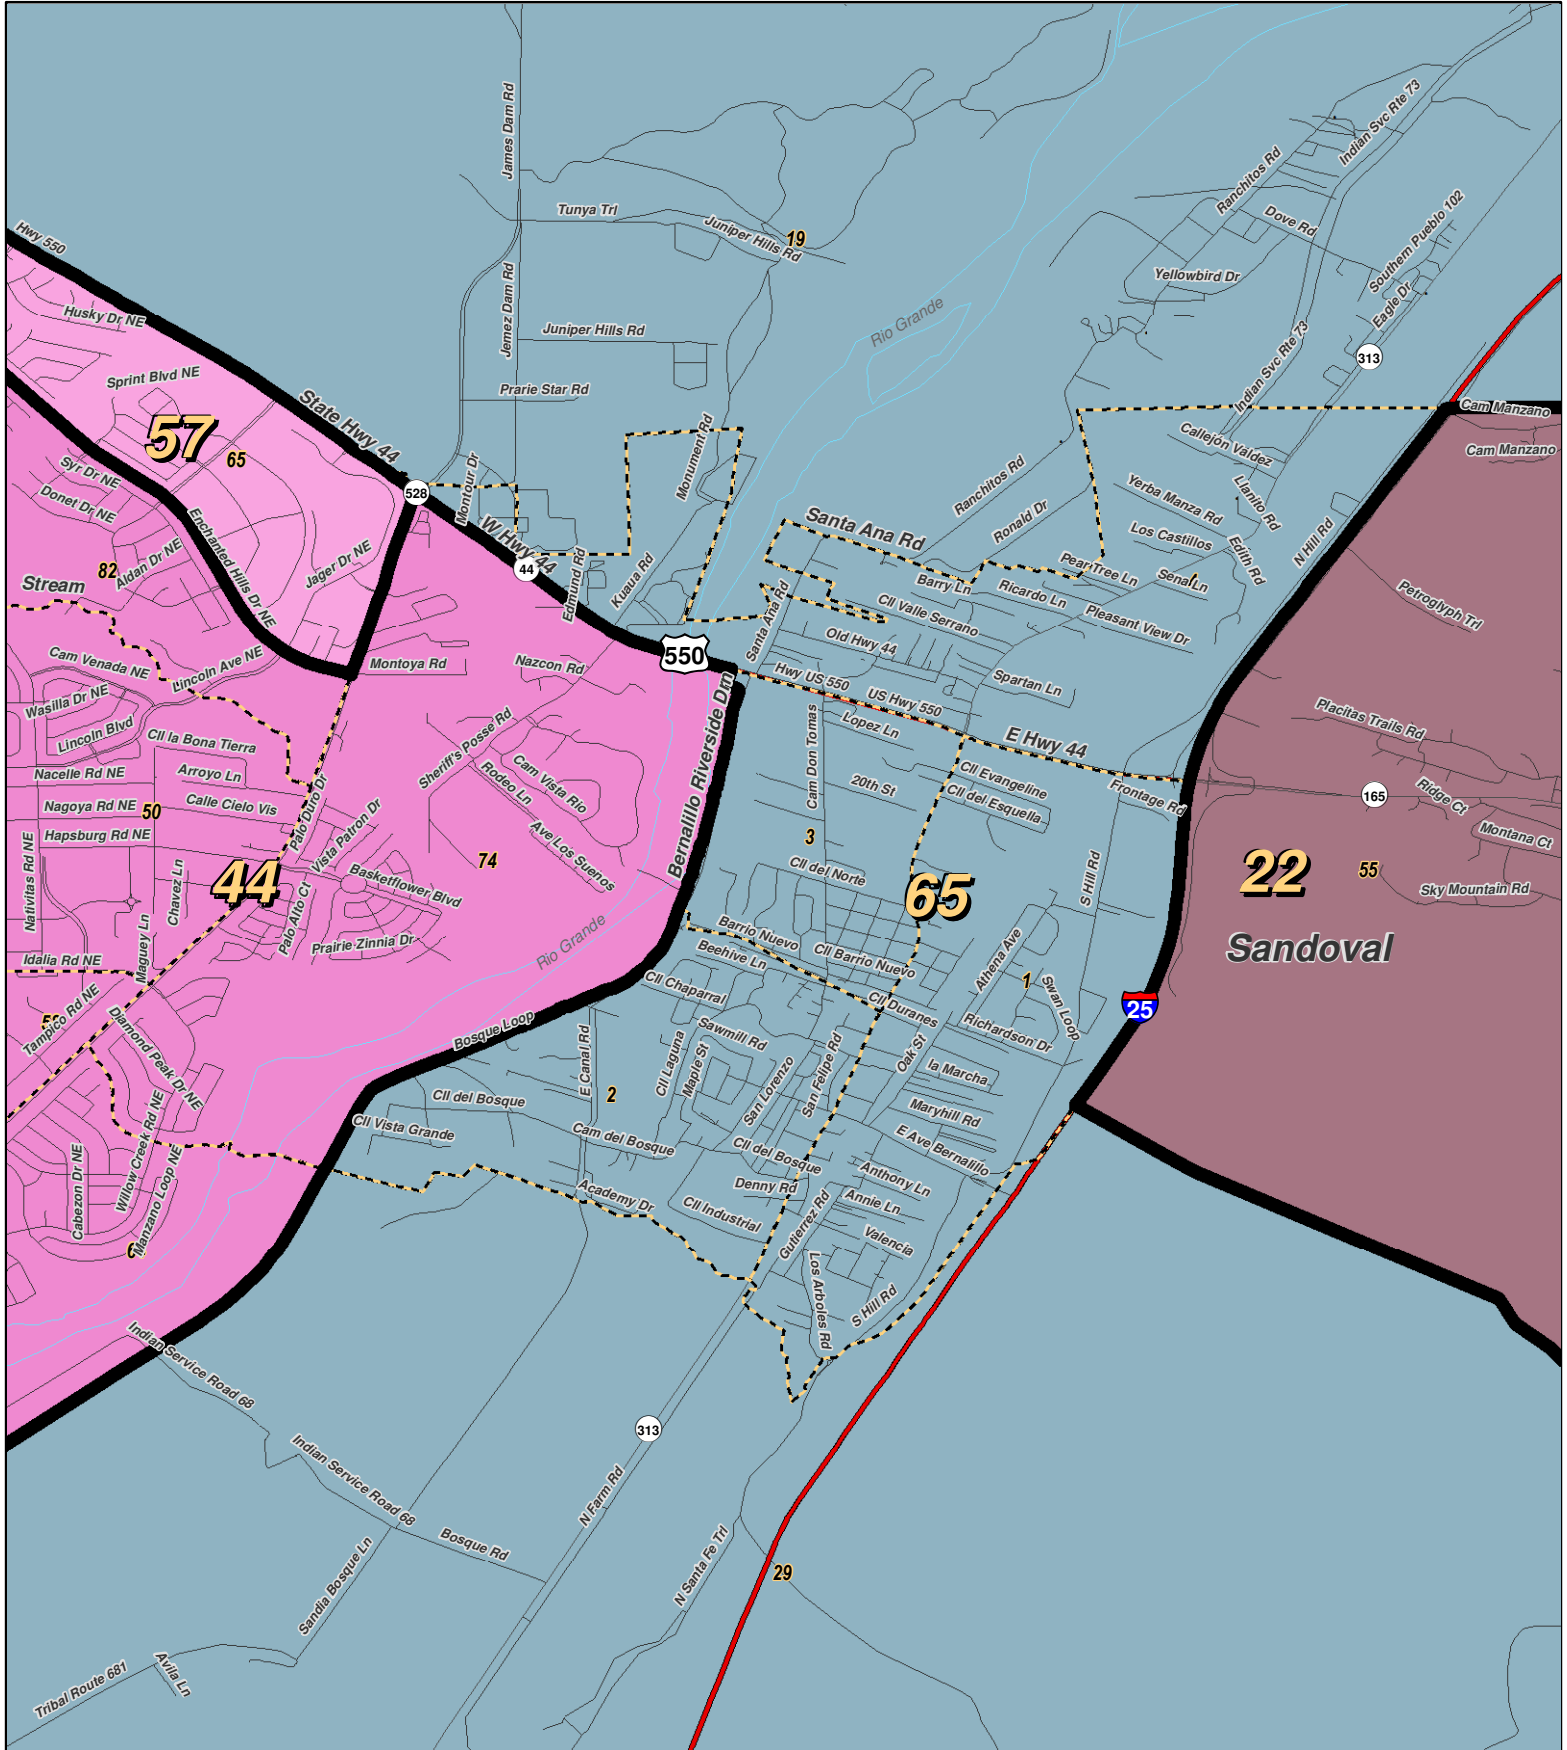 James Dam Rd
Indian Svc Rte 73
Ranchitos Rd
Tunya Trl
Juniper Hills Rd
19
Dove Rd
Southern Pueblo 102
Hwy 550
Yellowbird Dr
Eagle Dr
Husky Dr NE
Jemez Dam Rd
Juniper Hills Rd
Rio Grande
Indian Svc Rte 73
313
Sprint Blvd NE
Prarie Star Rd
State Hwy 44
57
65
Cam Manzano
Cam Manzano
Callejón Valdez
Monument Rd
Montour Dr
Syr Dr NE
Donet Dr NE
528
Ranchitos Rd
Ronald Dr
Yerba Manza Rd
Llanito Rd
Los Castillos
Edith Rd
N Hill Rd
Santa Ana Rd
Enchanted Hills Dr NE
W Hwy 44
44
Jager Dr NE
Aldan Dr NE
82
Stream
Edmund Rd
Kuaua Rd
Pear Tree Ln
Senal Ln
Barry Ln
Ricardo Ln
Petroglyph Trl
Cll Valle Serrano
Pleasant View Dr
Santa Ana Rd
Old Hwy 44
550
Cam Venada NE
Lincoln Ave NE
Montoya Rd
Nazcon Rd
Hwy US 550
US Hwy 550
Spartan Ln
Wasilla Dr NE
Lincoln Blvd
Cll la Bona Tierra
Sheriff's Posse Rd
Bernalillo Riverside Drn
Cam Don Tomas
Lopez Ln
E Hwy 44
Placitas Trails Rd
Nacelle Rd NE
Arroyo Ln
Cam Vista Rio
Rodeo Ln
20th St
Cll Evangeline
Cll del Esquella
Frontage Rd
165
Ridge Ct
Nagoya Rd NE
50
Calle Cielo Vis
Palo Duro Dr
Vista Patron Dr
Hapsburg Rd NE
74
Ave Los Suenos
3
Montana Ct
Nativitas Rd NE
Chavez Ln
44
Basketflower Blvd
Cll del Norte
65
S Hill Rd
22
55
Sky Mountain Rd
Palo Alto Ct
Prairie Zinnia Dr
Rio Grande
Barrio Nuevo
Beehive Ln
Cll Barrio Nuevo
Athena Ave
Sandoval
Idalia Rd NE
Maguey Ln
Cll Chaparral
Cll Duranes
1
Swan Loop
25
Tampico Rd NE
Diamond Peak Dr NE
Bosque Loop
Sawmill Rd
Richardson Dr
E Canal Rd
Cll Laguna
Maple St
San Lorenzo
San Felipe Rd
Oak St
la Marcha
2
Cll del Bosque
Maryhill Rd
Cll Vista Grande
Cam del Bosque
Cll del Bosque
E Ave Bernalillo
Willow Creek Rd NE
Cabezon Dr NE
Manzano Loop NE
Academy Dr
Denny Rd
Anthony Ln
Annie Ln
Cll Industrial
Gutierrez Rd
Valencia
Los Arboles Rd
S Hill Rd
Indian Service Road 68
313
Indian Service Road 68
N Farm Rd
Bosque Rd
Sandia Bosque Ln
N Santa Fe Trl
29
Tribal Route 681
Avila Ln